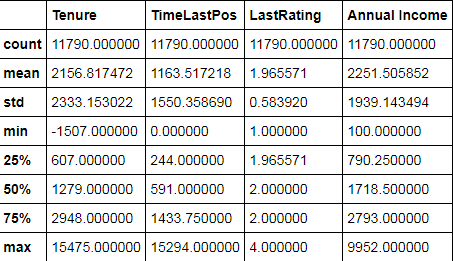 Tenure TimeLastPos LastRating Annual Income
count 11790.000000 11790.000000 11790.000000 11790.000000
mean 2156.817472 1163.517218 1.965571 2251.505852
std 2333.153022 1550.358690 0.583920 1939.143494
min -1507.000000 0.000000 1.000000 100.000000
25% 607.000000 244.000000 1.965571 790.250000
50% 1279.000000 591.000000 2.000000 1718.500000
75% 2948.000000 1433.750000 2.000000 2793.000000
max 15475.000000 15294.000000 4.000000 9952.000000